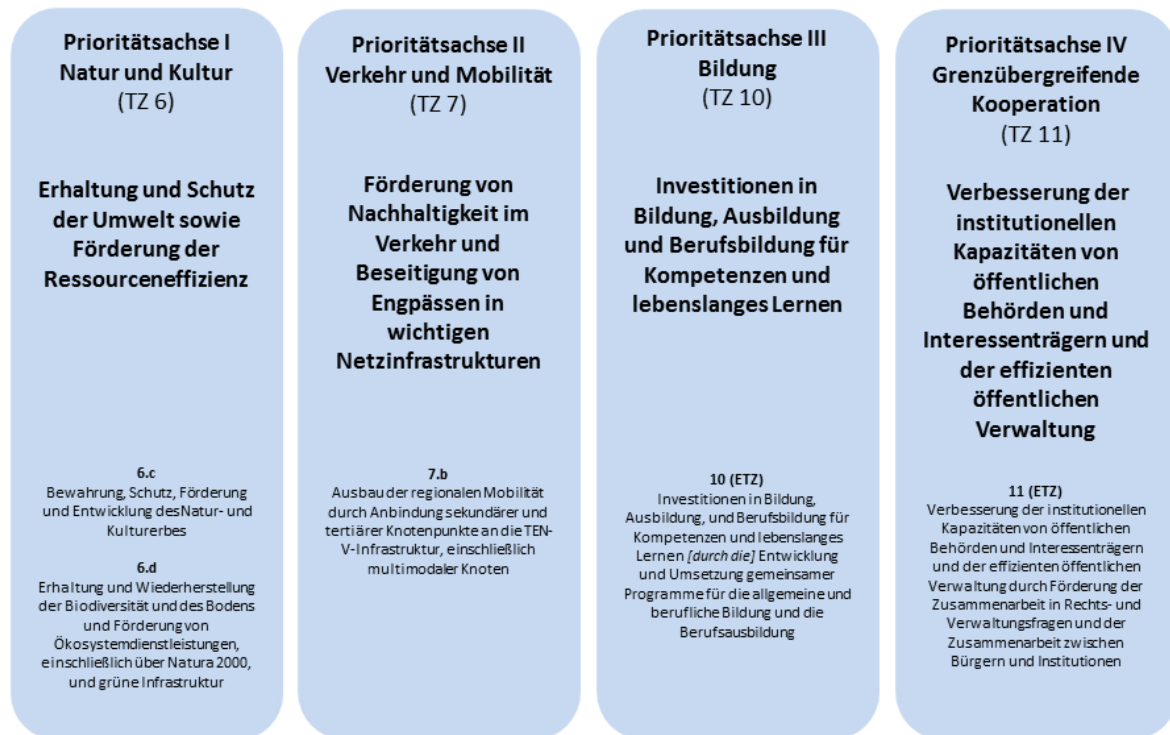 Prioritätsachse I
Natur und Kultur
(TZ 6)
Erhaltung und Schutz
der Umwelt sowie
Förderung der
Ressourceneffizienz
6.c
Bewahrung, Schutz, Förderung
und Entwicklung desNatur- und
Kulturerbes
6.d
Erhaltung und Wiederherstellung
der Biodiversität und des Bodens
und Förderung von
Ökosystemdienstleistungen,
einschließlich über Natura 2000,
und grüne Infrastruktur
Prioritätsachse II
Verkehr und Mobilität
(TZ 7)
Förderung von
Nachhaltigkeit im
Verkehr und
Beseitigung von
Engpässen in
wichtigen
Netzinfrastrukturen
7.b
Ausbau der regionalen Mobilität
durch Anbindung sekundärer und
tertiärer Knotenpunkte an die TEN-
V-Infrastruktur, einschließlich
multimodaler Knoten
Prioritätsachse III
Bildung
(TZ 10)
Investitionen in
Bildung, Ausbildung
und Berufsbildung für
Kompetenzen und
lebenslanges Lernen
10 (ETZ)
Investitionen in Bildung,
Ausbildung, und Berufsbildung für
Kompetenzen und lebenslanges
Lernen [durch die] Entwicklung
und Umsetzung gemeinsamer
Programme für die allgemeine und
berufliche Bildung und die
Berufsausbildung
Prioritätsachse IV
Grenzübergreifende
Kooperation
(TZ 11)
Verbesserung der
institutionellen
Kapazitäten von
öffentlichen
Behörden und
Interessenträgern und
der effizienten
öffentlichen
Verwaltung
11 (ETZ)
Verbesserung der institutionellen
Kapazitäten von öffentlichen
Behörden und Interessenträgern
und der effizienten öffentlichen
Verwaltung durch Förderung der
Zusammenarbeit in Rechts- und
Verwaltungsfragen und der
Zusammenarbeit zwischen
Bürgern und Institutionen